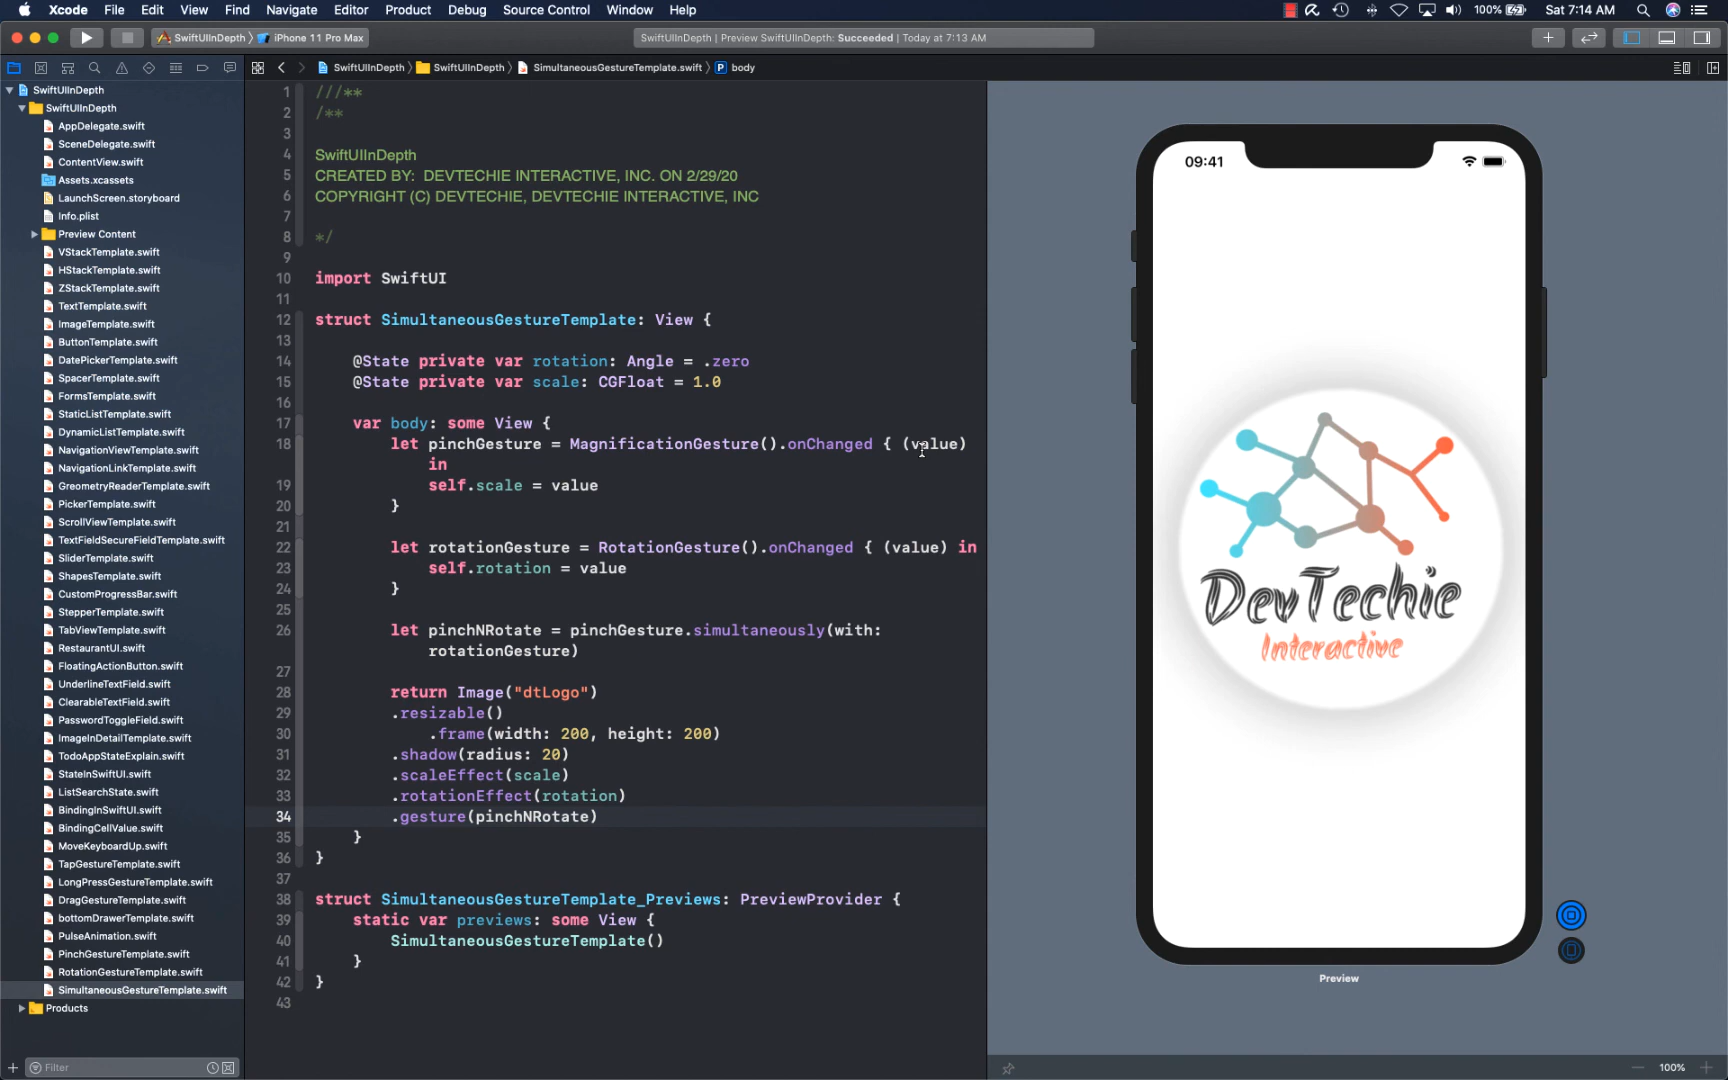 Xcode File Edit View Find Navigate Editor Product Debug Source Control Window Help 100% Sat 7:14 AM
SwiftUIInDepth iPhone 11 Pro Max SwiftUIInDepth | Preview SwiftUIInDepth: Succeeded | Today at 7:13 AM
SwiftUIInDepth SwiftUIInDepth SimultaneousGestureTemplate.swift P body
SwiftUIInDepth
SwiftUIInDepth
AppDelegate.swift
SceneDelegate.swift
ContentView.swift
Assets.xcassets
LaunchScreen.storyboard
Info.plist
Preview Content
VStackTemplate.swift
HStackTemplate.swift
ZStackTemplate.swift
TextTemplate.swift
ImageTemplate.swift
ButtonTemplate.swift
DatePickerTemplate.swift
SpacerTemplate.swift
FormsTemplate.swift
StaticListTemplate.swift
DynamicListTemplate.swift
NavigationViewTemplate.swift
NavigationLinkTemplate.swift
GreometryReaderTemplate.swift
PickerTemplate.swift
ScrollViewTemplate.swift
TextFieldSecureFieldTemplate.swift
SliderTemplate.swift
ShapesTemplate.swift
CustomProgressBar.swift
StepperTemplate.swift
TabViewTemplate.swift
RestaurantUI.swift
FloatingActionButton.swift
UnderlineTextField.swift
ClearableTextField.swift
PasswordToggleField.swift
ImageInDetailTemplate.swift
TodoAppStateExplain.swift
StateInSwiftUI.swift
ListSearchState.swift
BindingInSwiftUI.swift
BindingCellValue.swift
MoveKeyboardUp.swift
TapGestureTemplate.swift
LongPressGestureTemplate.swift
DragGestureTemplate.swift
bottomDrawerTemplate.swift
PulseAnimation.swift
PinchGestureTemplate.swift
RotationGestureTemplate.swift
SimultaneousGestureTemplate.swift
Products
Filter
1 ///**
2 /**
3
4 SwiftUIInDepth
5 CREATED BY: DEVTECHIE INTERACTIVE, INC. ON 2/29/20
6 COPYRIGHT (C) DEVTECHIE, DEVTECHIE INTERACTIVE, INC
7
8 */
9
10 import SwiftUI
11
12 struct SimultaneousGestureTemplate: View {
13
14 @State private var rotation: Angle = .zero
15 @State private var scale: CGFloat = 1.0
16
17 var body: some View {
18 let pinchGesture = MagnificationGesture().onChanged { (value)
in
19 self.scale = value
20 }
21
22 let rotationGesture = RotationGesture().onChanged { (value) in
23 self.rotation = value
24 }
25
26 let pinchNRotate = pinchGesture.simultaneously(with:
rotationGesture)
27
28 return Image("dtLogo")
29 .resizable()
30 .frame(width: 200, height: 200)
31 .shadow(radius: 20)
32 .scaleEffect(scale)
33 .rotationEffect(rotation)
34 .gesture(pinchNRotate)
35 }
36 }
37
38 struct SimultaneousGestureTemplate_Previews: PreviewProvider {
39 static var previews: some View {
40 SimultaneousGestureTemplate()
41 }
42 }
43
09:41
DevTechie
Interactive
Preview
100%